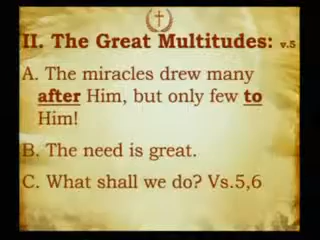 II. The Great Multitudes: v.5
A. The miracles drew many
after Him, but only few to
Him!
B. The need is great.
C. What shall we do? Vs.5,6